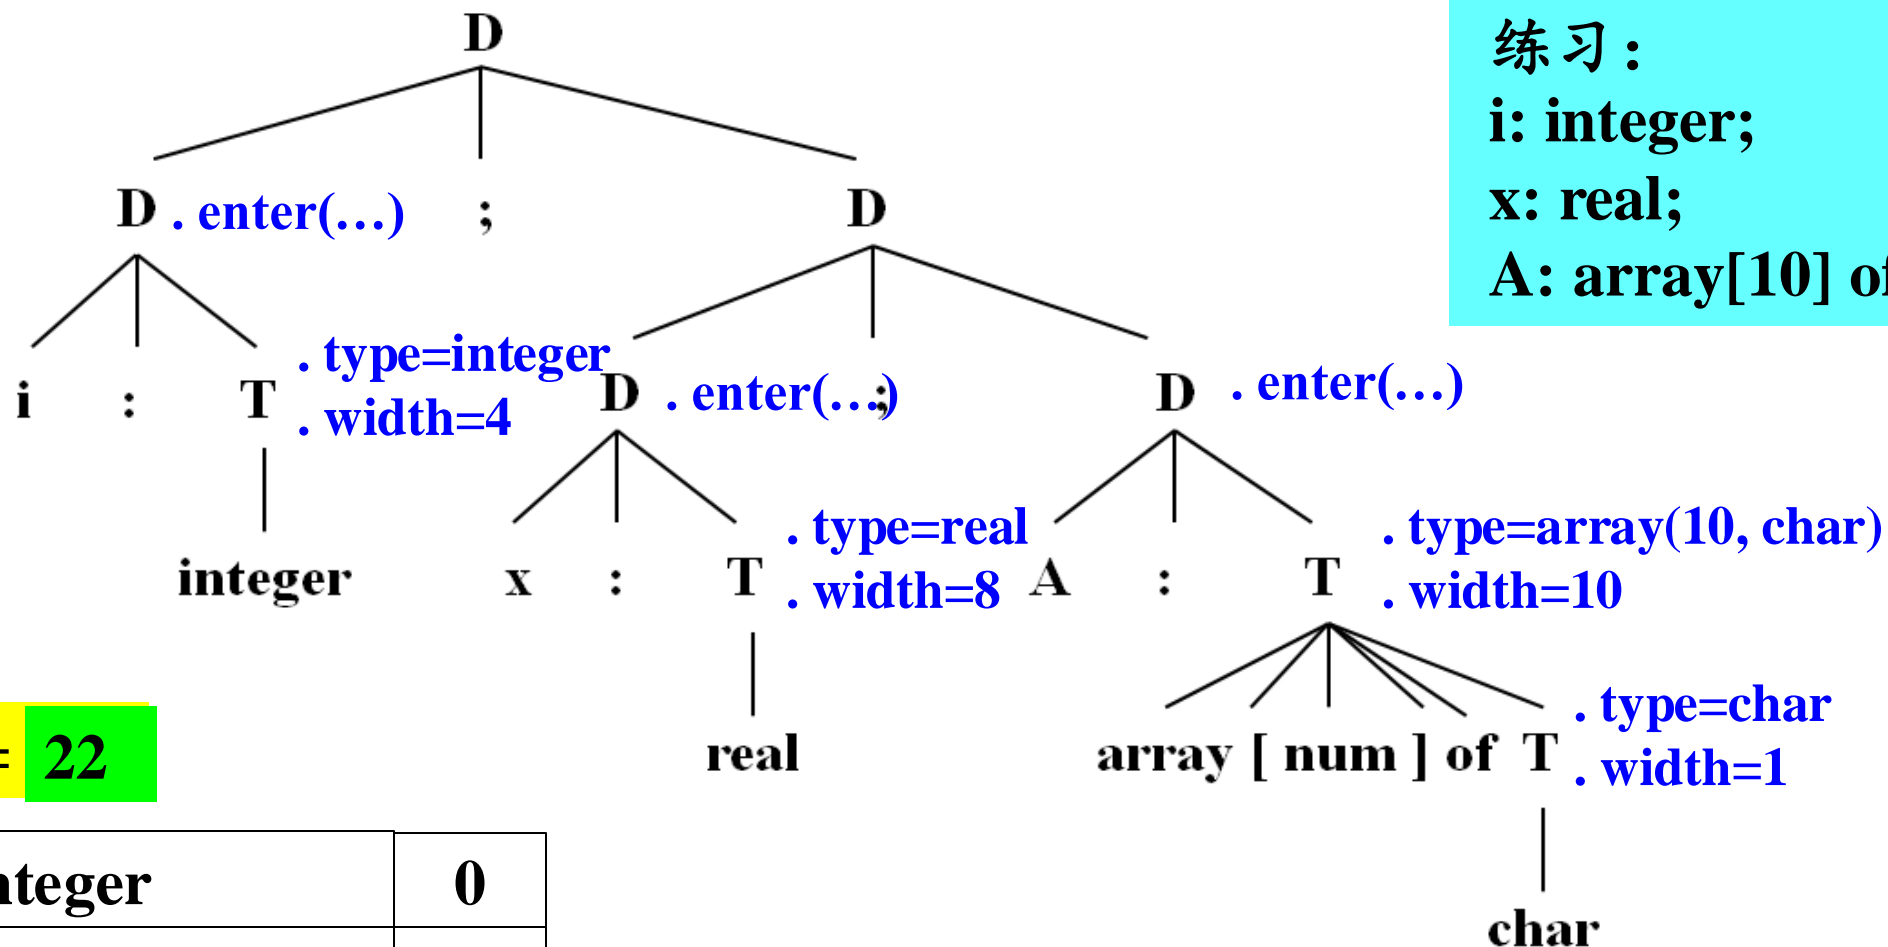 D
练习：
i: integer;
x: real;
A: array[10] of
D . enter(…) ; D
i : T . type=integer
. width=4
D . enter(…) ; D . enter(…)
integer x : T . type=real
. width=8
A : T . type=array(10, char)
. width=10
real array [ num ] of T . type=char
. width=1
= 22
nteger 0
char